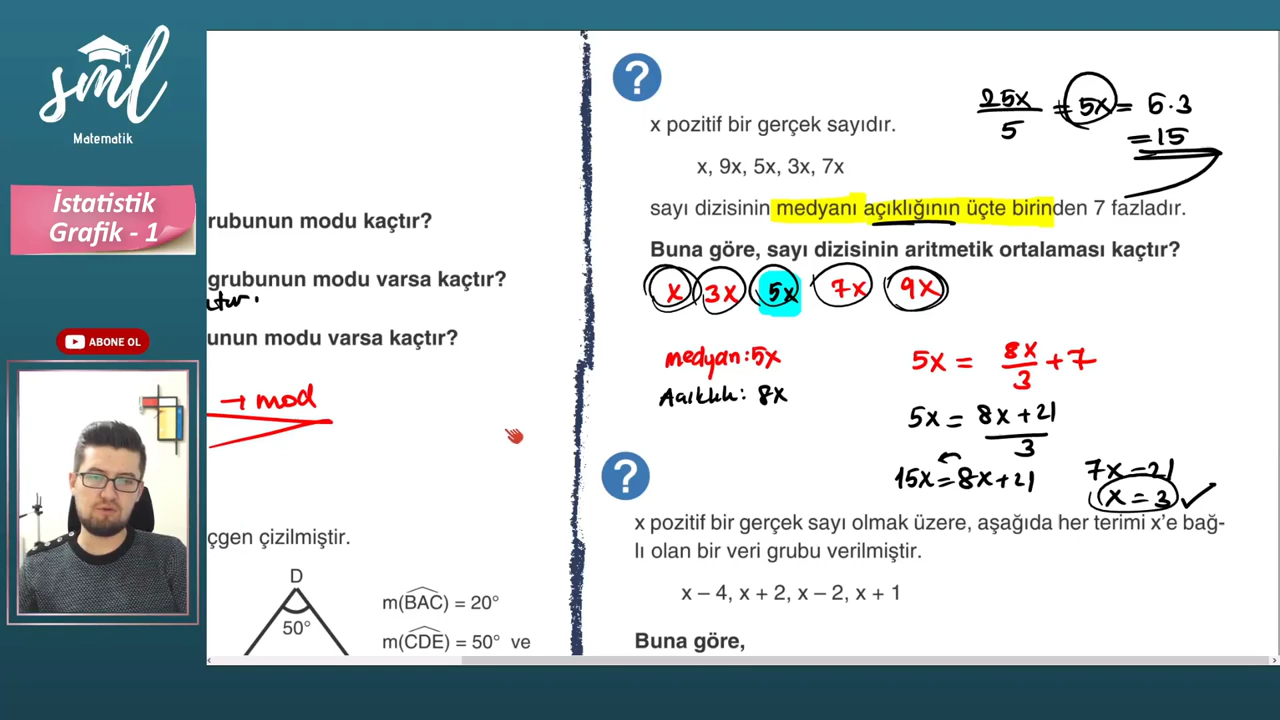 sml
Matematik
İstatistik
Grafik - 1
ABONE OL
rubunun modu kaçtır?
grubunun modu varsa kaçtır?
unun modu varsa kaçtır?
→ mod
çgen çizilmiştir.
D
50°
m(BAC) = 20°
m(CDE) = 50° ve
?
x pozitif bir gerçek sayıdır.
x, 9x, 5x, 3x, 7x
sayı dizisinin medyanı açıklığının üçte birinden 7 fazladır.
Buna göre, sayı dizisinin aritmetik ortalaması kaçtır?
25x/5 = 5x = 5·3
=15
x 3x 5x 7x 9x
medyan: 5x
Açıklık: 8x
5x = 8x/3 + 7
5x = 8x+21/3
15x = 8x+21
7x=21
x=3
?
x pozitif bir gerçek sayı olmak üzere, aşağıda her terimi x'e bağ-
lı olan bir veri grubu verilmiştir.
x – 4, x + 2, x – 2, x + 1
Buna göre,